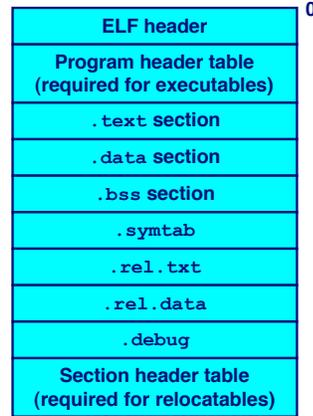 0
ELF header
Program header table
(required for executables)
.text section
.data section
.bss section
.symtab
.rel.txt
.rel.data
.debug
Section header table
(required for relocatables)